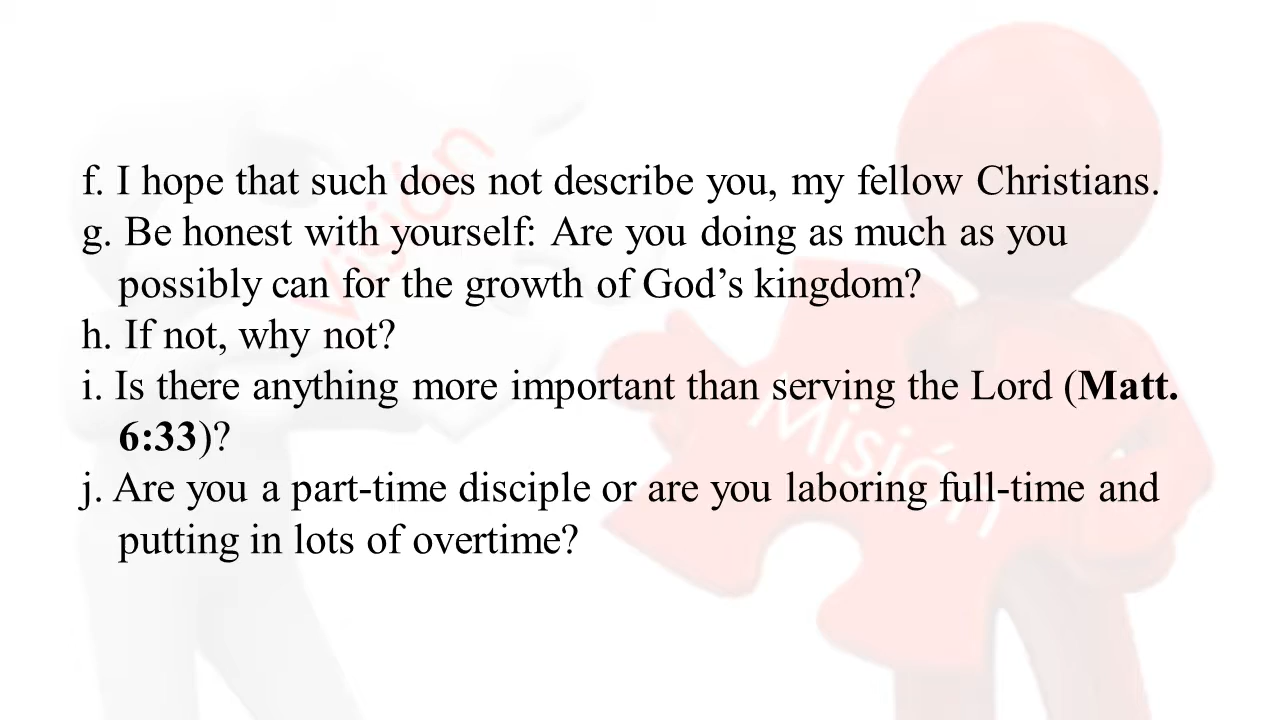 f. I hope that such does not describe you, my fellow Christians.
g. Be honest with yourself: Are you doing as much as you
possibly can for the growth of God’s kingdom?
h. If not, why not?
i. Is there anything more important than serving the Lord (Matt.
6:33)?
j. Are you a part-time disciple or are you laboring full-time and
putting in lots of overtime?
Visión
Misión